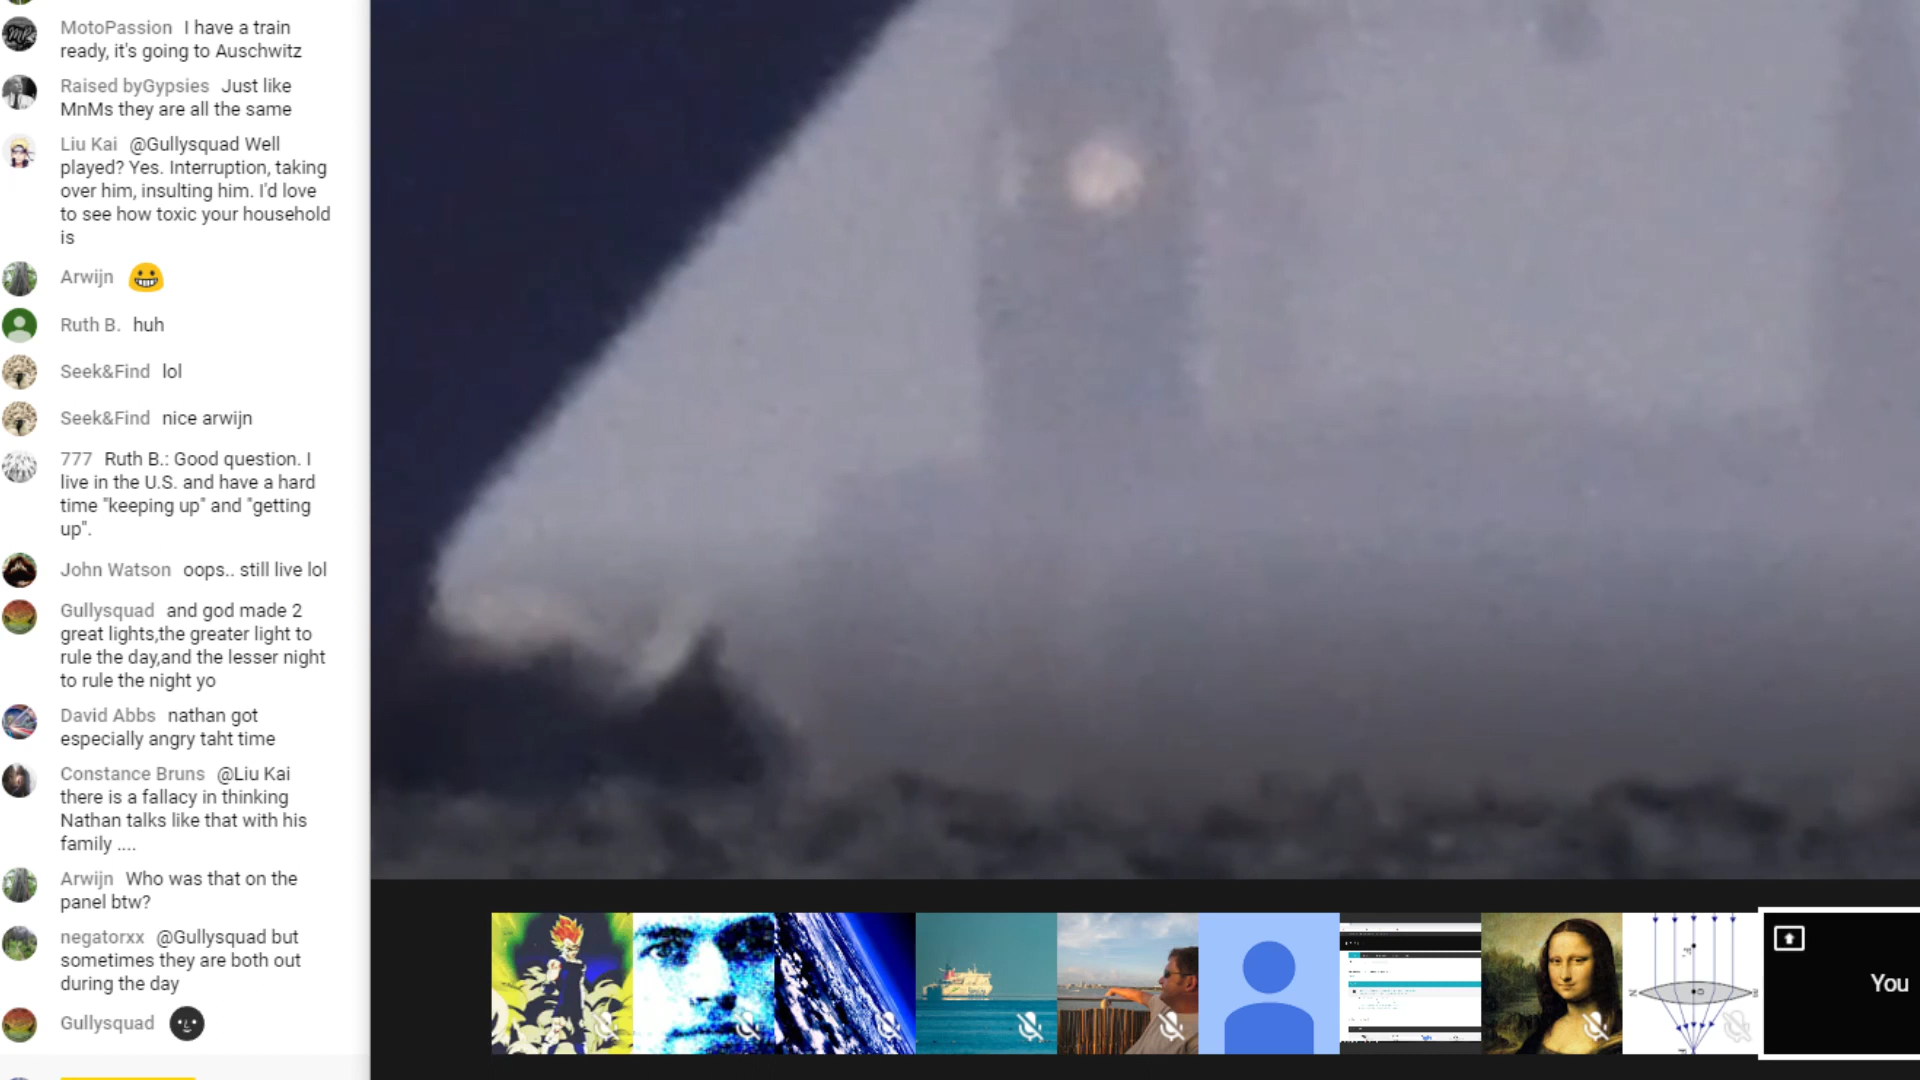 MotoPassion I have a train
ready, it's going to Auschwitz
Raised byGypsies Just like
MnMs they are all the same
Liu Kai @Gullysquad Well
played? Yes. Interruption, taking
over him, insulting him. I'd love
to see how toxic your household
is
Arwijn
Ruth B. huh
Seek&Find lol
Seek&Find nice arwijn
777 Ruth B.: Good question. I
live in the U.S. and have a hard
time "keeping up" and "getting
up".
John Watson oops.. still live lol
Gullysquad and god made 2
great lights,the greater light to
rule the day,and the lesser night
to rule the night yo
David Abbs nathan got
especially angry taht time
Constance Bruns @Liu Kai
there is a fallacy in thinking
Nathan talks like that with his
family ....
Arwijn Who was that on the
panel btw?
negatorxx @Gullysquad but
sometimes they are both out
during the day
Gullysquad
You